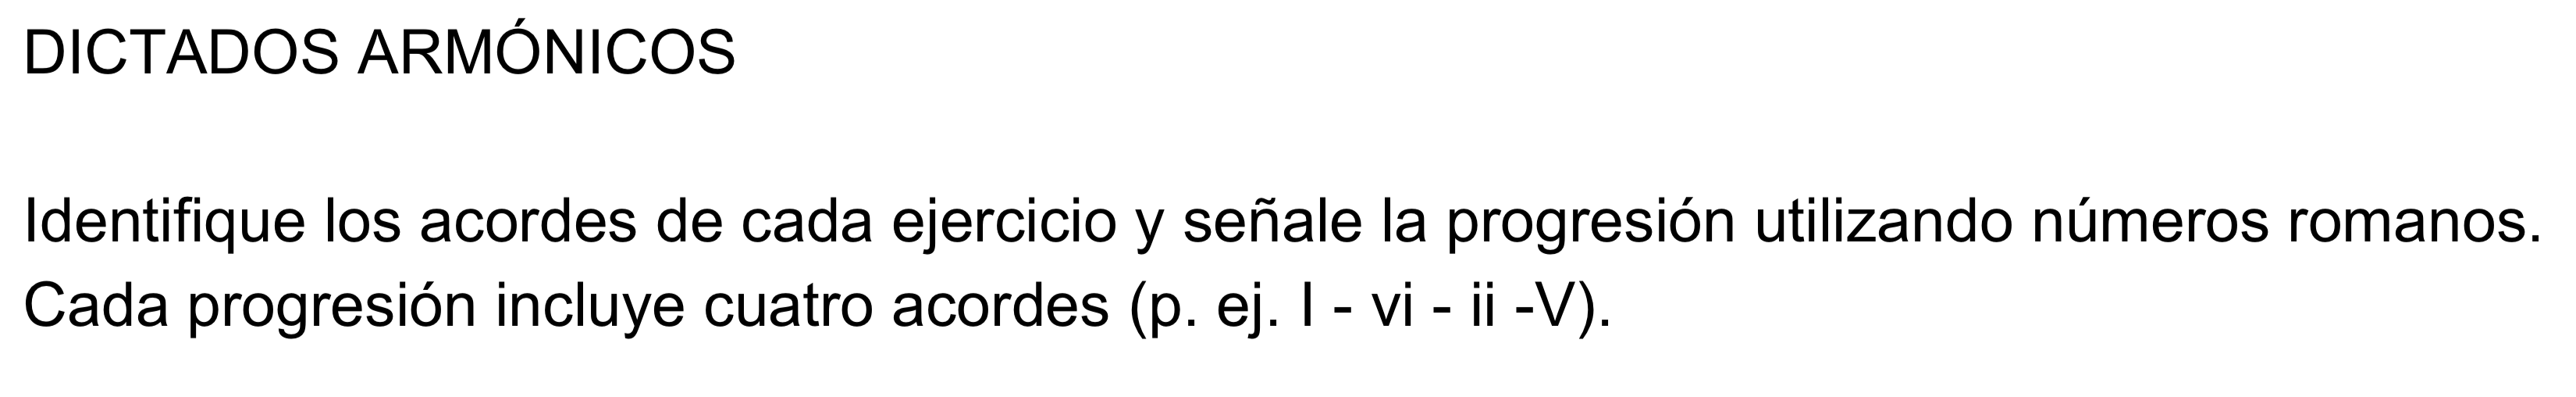 DICTADOS ARMÓNICOS
Identifique los acordes de cada ejercicio y señale la progresión utilizando números romanos.
Cada progresión incluye cuatro acordes (p. ej. I - vi - ii -V).